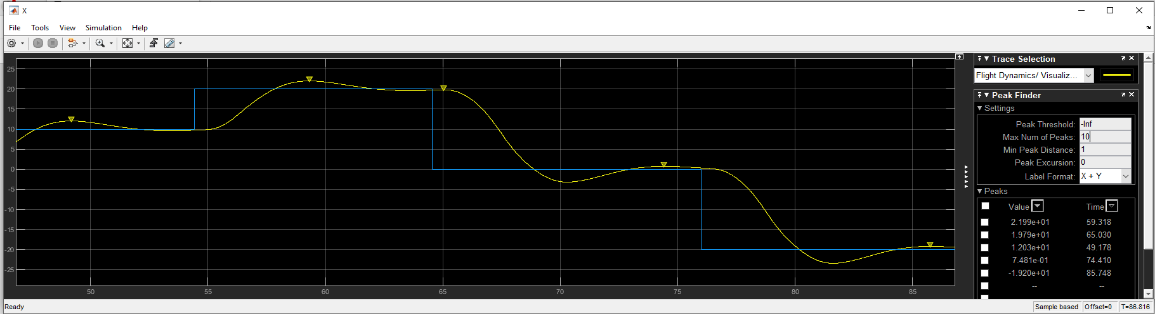 X
File Tools View Simulation Help
Trace Selection
Flight Dynamics/ Visualiz...
Peak Finder
Settings
Peak Threshold: -Inf
Max Num of Peaks: 10
Min Peak Distance: 1
Peak Excursion: 0
Label Format: X + Y
Peaks
Value Time
2.199e+01 59.318
1.979e+01 65.030
1.203e+01 49.178
7.481e-01 74.410
-1.920e+01 85.748
-- --
25
20
15
10
5
0
-5
-10
-15
-20
-25
50 55 60 65 70 75 80 85
Ready
Sample based Offset=0 T=86.816